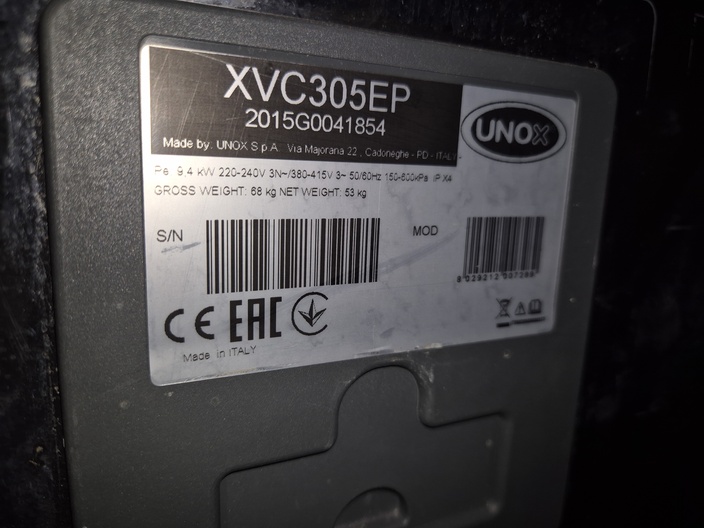 XVC305EP
2015G0041854
UNOX
Made by: UNOX S.p.A. Via Majorana 22, Cadoneghe - PD - ITALY
Pe 9,4 kW 220-240V 3N~/380-415V 3~ 50/60Hz 150-600kPa IP X4
GROSS WEIGHT: 68 kg NET WEIGHT: 53 kg
S/N
MOD
CE EAC
Made in ITALY